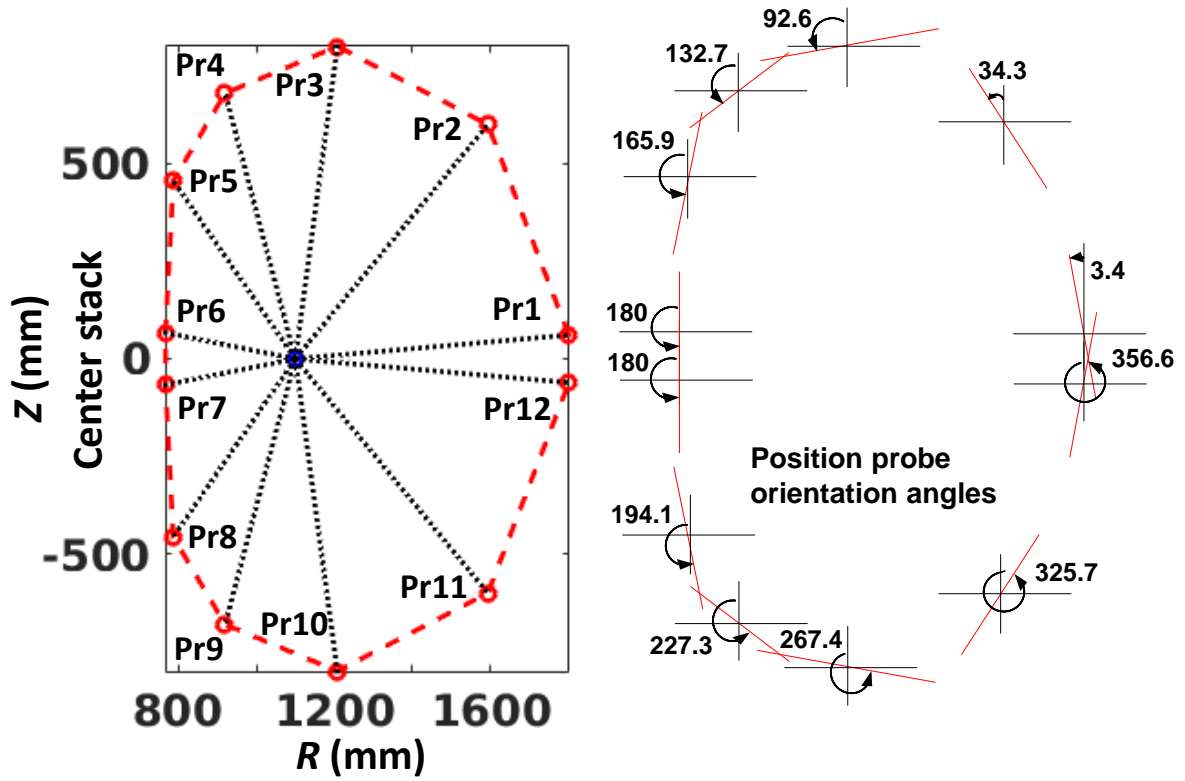 Pr4
Pr3
Pr2
Pr5
Pr6
Pr1
Pr7
Pr12
Pr8
Pr11
Pr10
Pr9
500
0
-500
Z (mm)
Center stack
800 1200 1600
R (mm)
92.6
132.7
34.3
165.9
3.4
180
180
356.6
Position probe
orientation angles
194.1
325.7
227.3
267.4